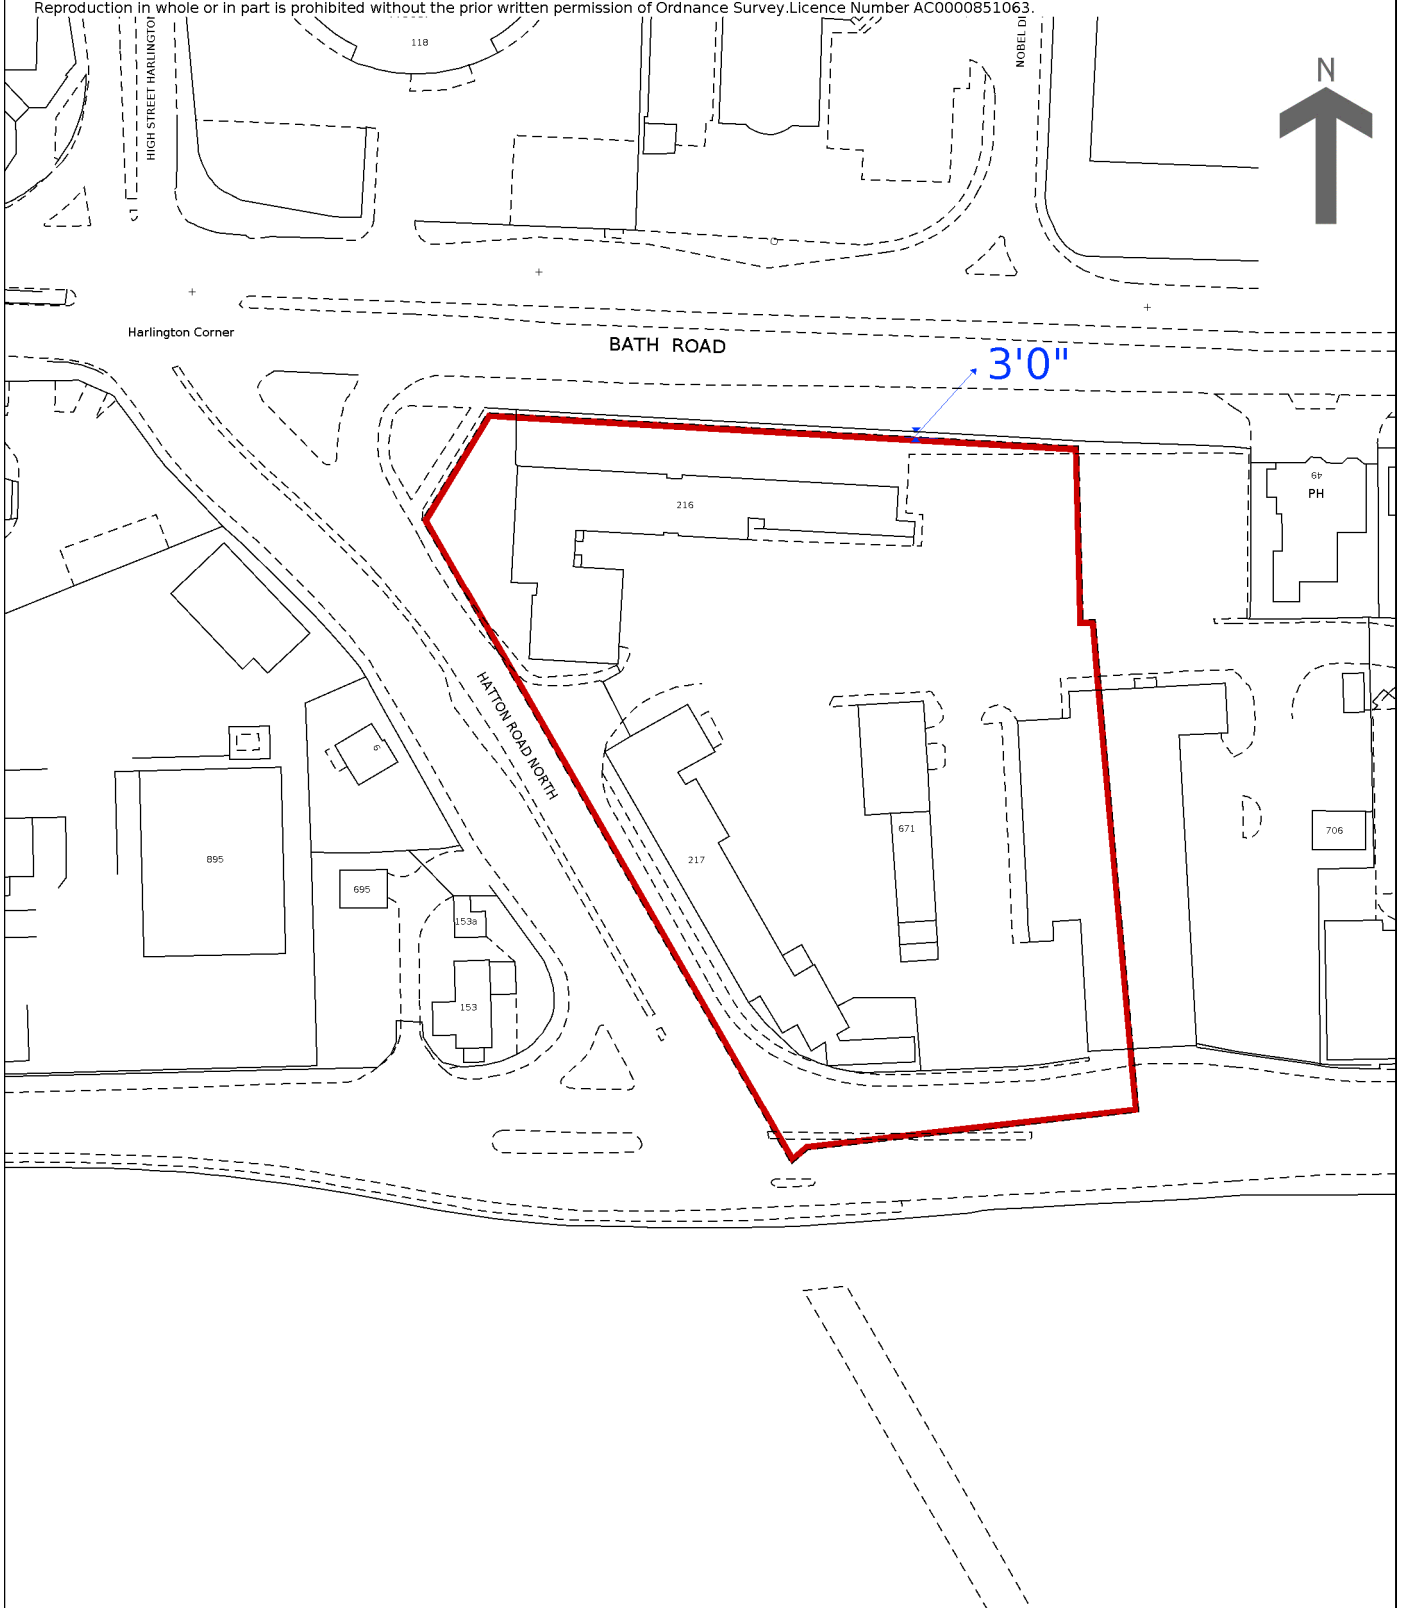 Reproduction in whole or in part is prohibited without the prior written permission of Ordnance Survey.Licence Number AC0000851063.
118
HIGH STREET HARLINGTON
NOBEL
N
Harlington Corner
BATH ROAD
3'0"
49
PH
216
HATTON ROAD NORTH
9
895
695
153a
153
217
671
706